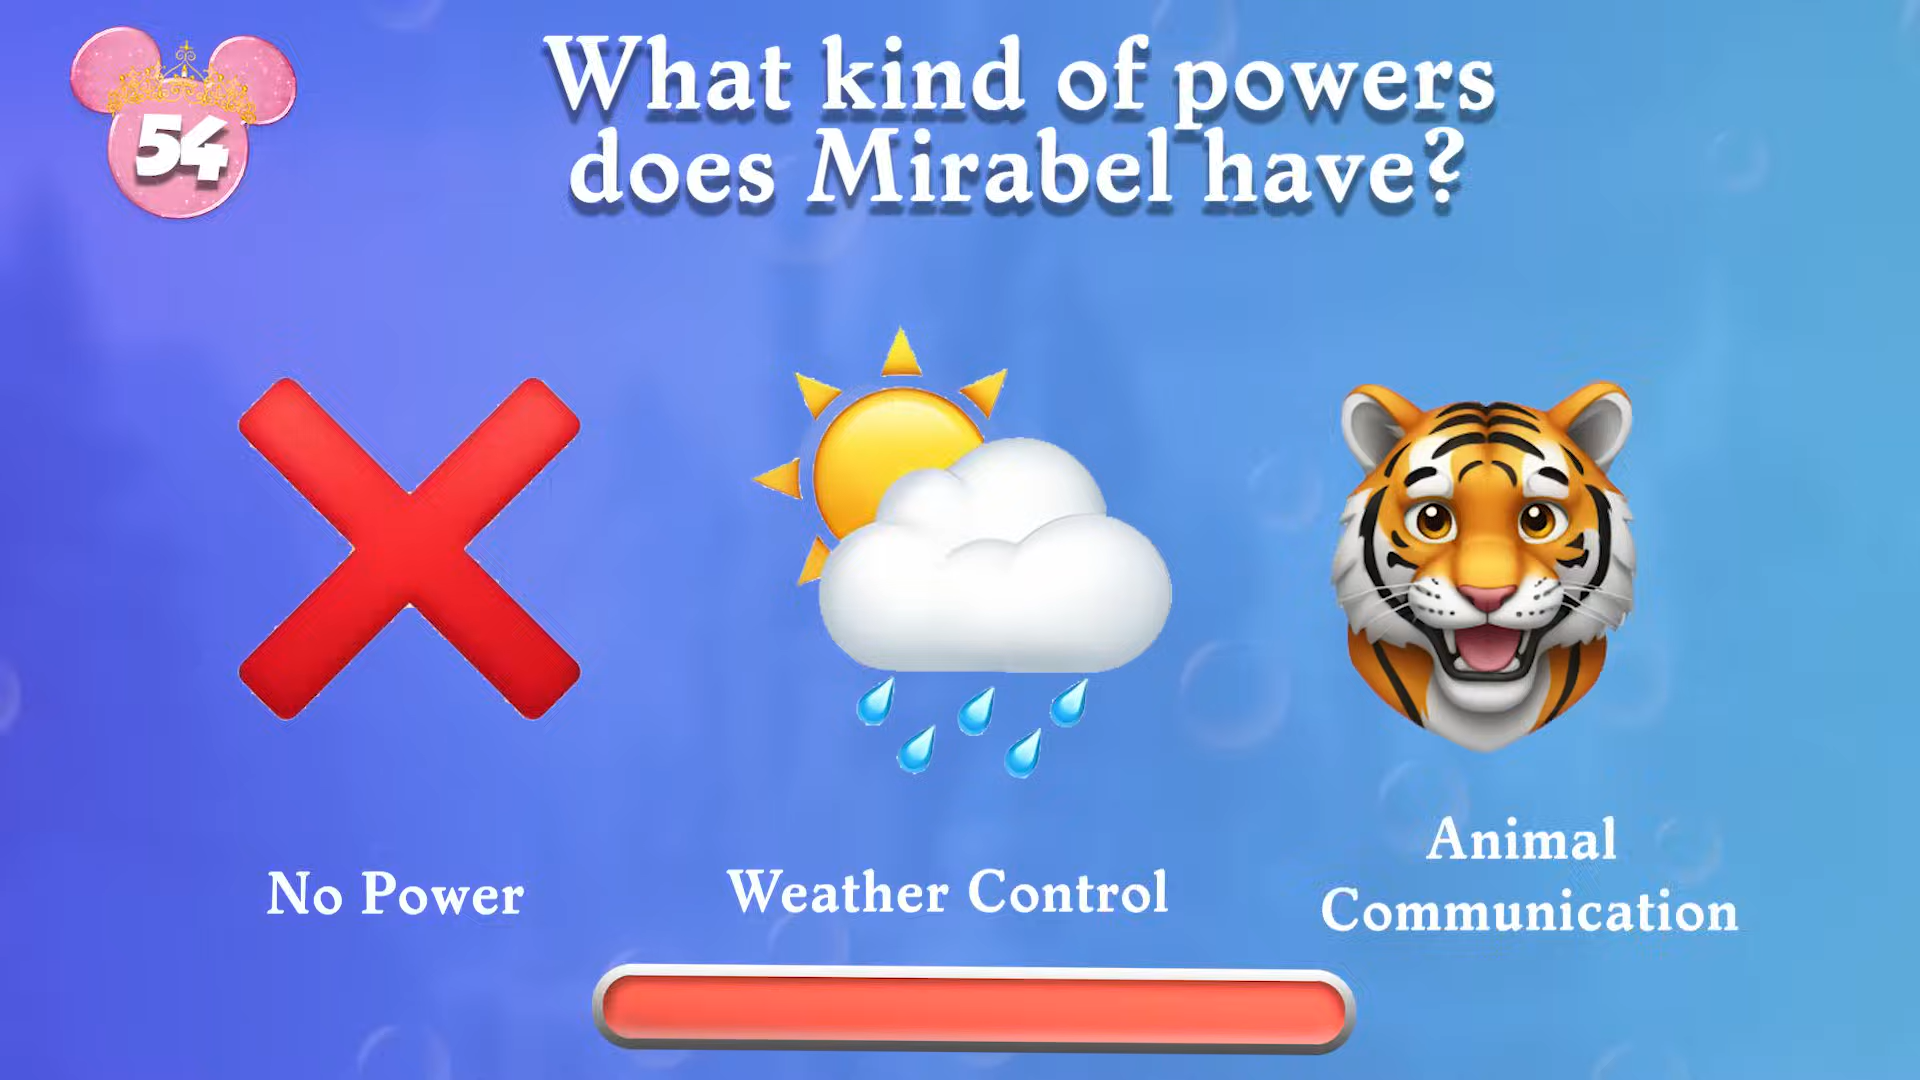 54
What kind of powers
does Mirabel have?
No Power
Weather Control
Animal
Communication